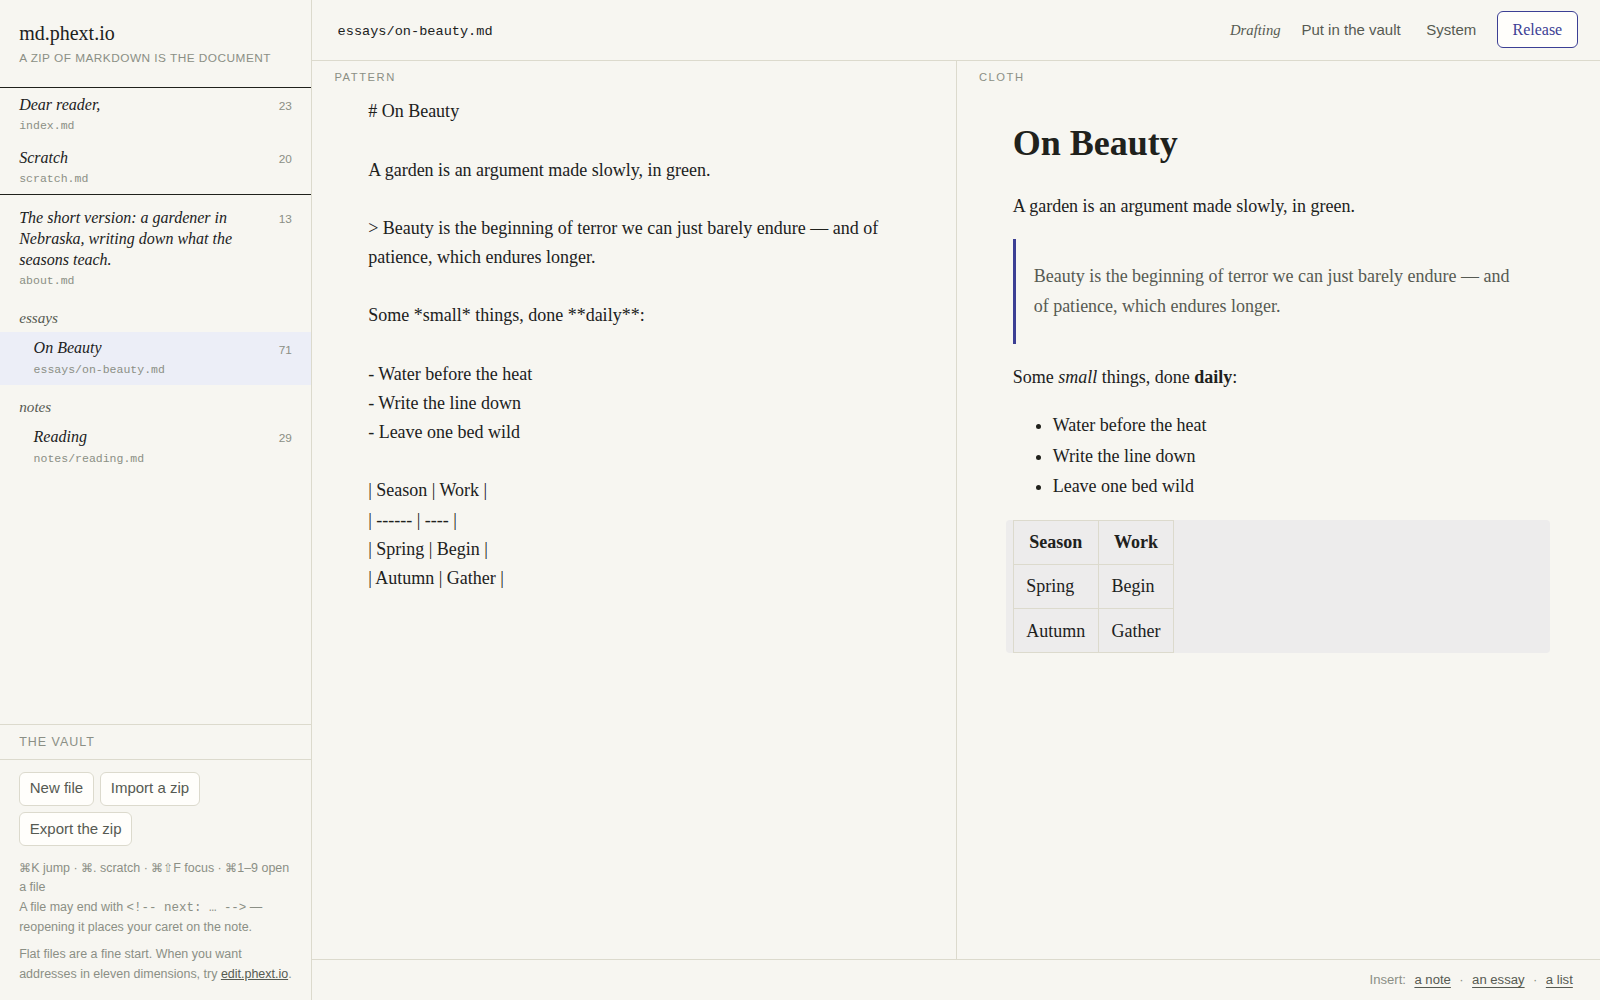 md.phext.io
A ZIP OF MARKDOWN IS THE DOCUMENT
Dear reader,
23
index.md
Scratch
20
scratch.md
The short version: a gardener in
13
Nebraska, writing down what the
seasons teach.
about.md
essays
On Beauty
71
essays/on-beauty.md
notes
Reading
29
notes/reading.md
THE VAULT
New file
Import a zip
Export the zip
⌘K jump · ⌘. scratch · ⌘⇧F focus · ⌘1–9 open
a file
A file may end with <!-- next: … --> —
reopening it places your caret on the note.
Flat files are a fine start. When you want
addresses in eleven dimensions, try edit.phext.io.
essays/on-beauty.md
Drafting
Put in the vault
System
Release
PATTERN
# On Beauty
A garden is an argument made slowly, in green.
> Beauty is the beginning of terror we can just barely endure — and of
patience, which endures longer.
Some *small* things, done **daily**:
- Water before the heat
- Write the line down
- Leave one bed wild
| Season | Work |
| ------ | ---- |
| Spring | Begin |
| Autumn | Gather |
CLOTH
On Beauty
A garden is an argument made slowly, in green.
Beauty is the beginning of terror we can just barely endure — and
of patience, which endures longer.
Some small things, done daily:
• Water before the heat
• Write the line down
• Leave one bed wild
Season Work
Spring Begin
Autumn Gather
Insert: a note · an essay · a list